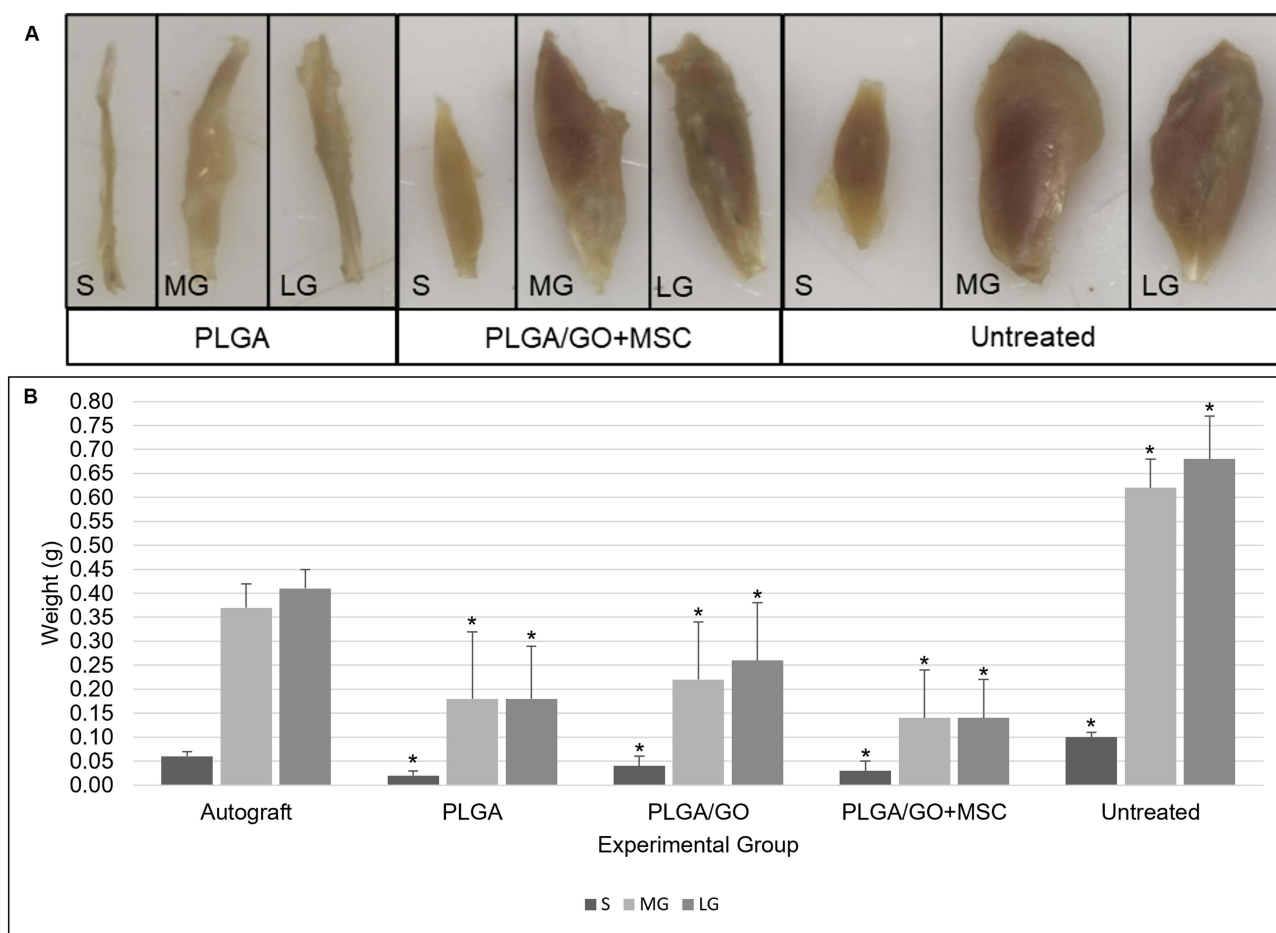 A
S MG LG S MG LG S MG LG
PLGA PLGA/GO+MSC Untreated
B
0.80
0.75
0.70
0.65
0.60
0.55
0.50
0.45
0.40
0.35
0.30
0.25
0.20
0.15
0.10
0.05
0.00
Weight (g)
* * * * * * * * * * * *
Autograft PLGA PLGA/GO PLGA/GO+MSC Untreated
Experimental Group
S MG LG